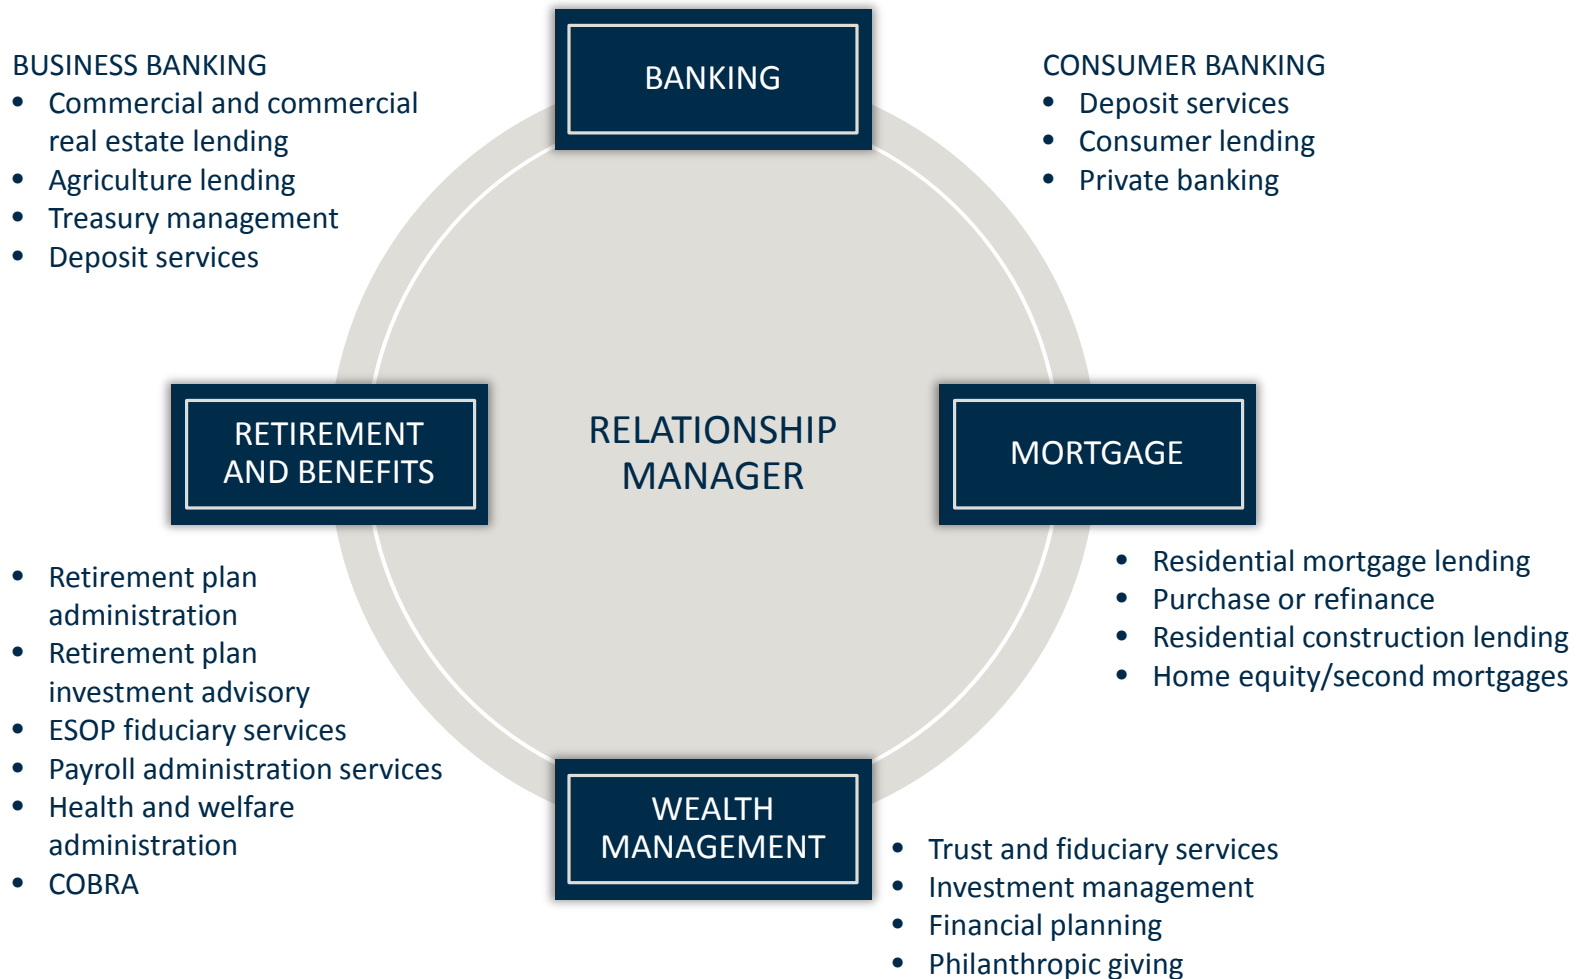 BANKING
BUSINESS BANKING
• Commercial and commercial
real estate lending
• Agriculture lending
• Treasury management
• Deposit services
CONSUMER BANKING
• Deposit services
• Consumer lending
• Private banking
RETIREMENT
AND BENEFITS
RELATIONSHIP
MANAGER
MORTGAGE
• Retirement plan
administration
• Retirement plan
investment advisory
• ESOP fiduciary services
• Payroll administration services
• Health and welfare
administration
• COBRA
• Residential mortgage lending
• Purchase or refinance
• Residential construction lending
• Home equity/second mortgages
WEALTH
MANAGEMENT
• Trust and fiduciary services
• Investment management
• Financial planning
• Philanthropic giving